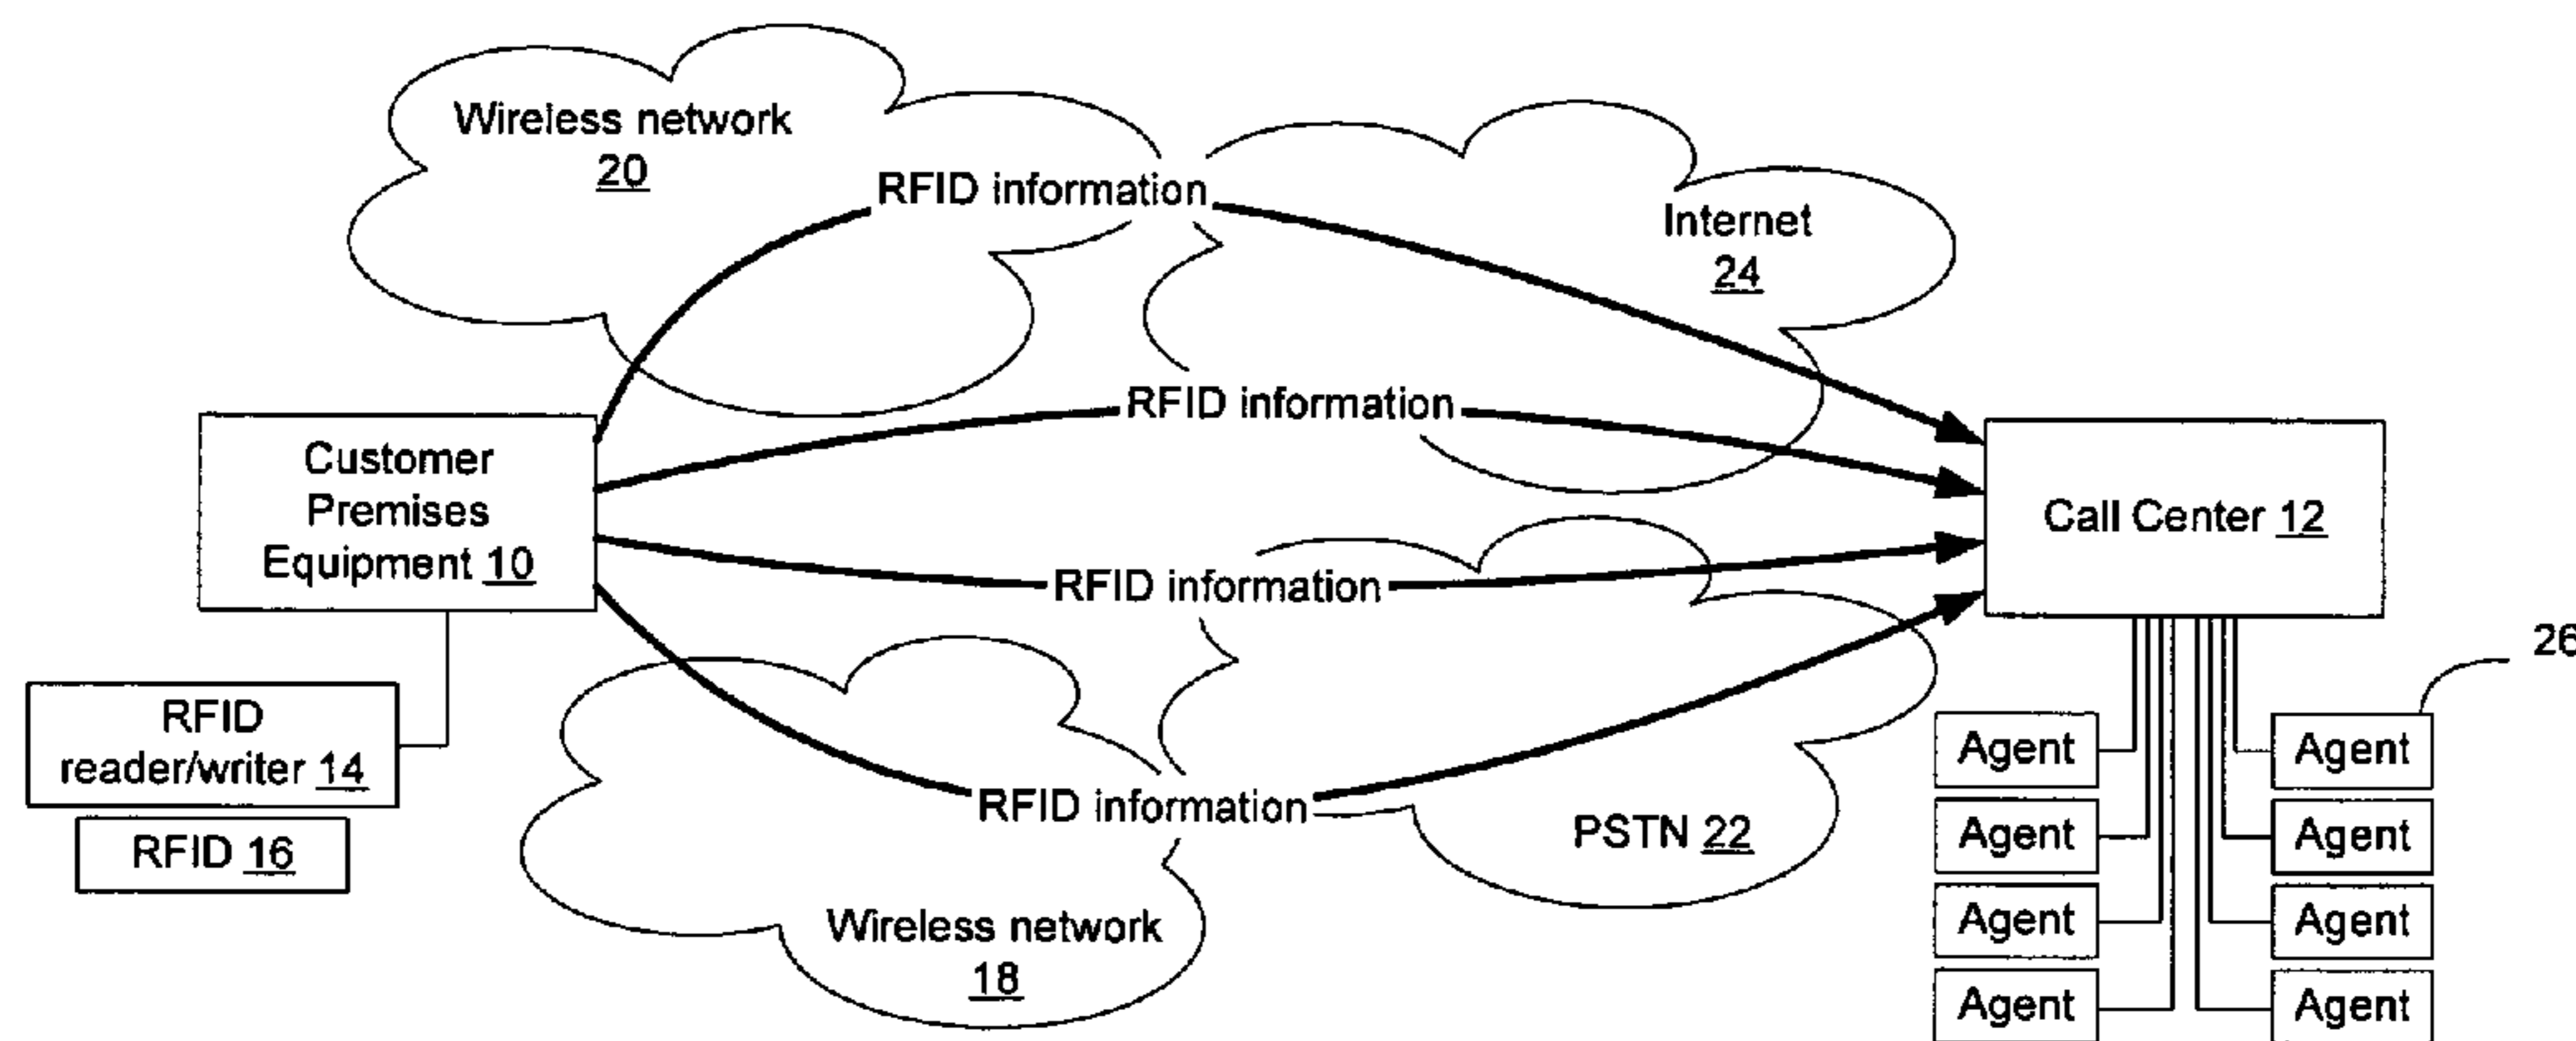 Wireless network
20
RFID information
Internet
24
RFID information
Customer
Premises
Equipment 10
Call Center 12
RFID information
26
RFID
reader/writer 14
Agent
Agent
RFID information
RFID 16
PSTN 22
Agent
Agent
Wireless network
18
Agent
Agent
Agent
Agent